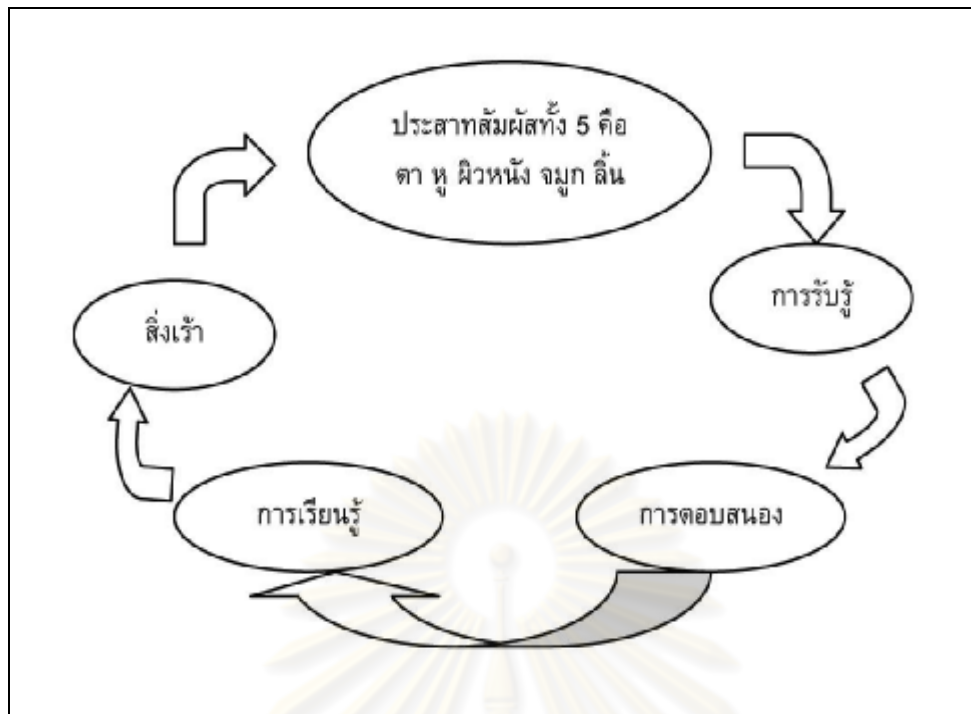 ประสาทสัมผัสทั้ง 5 คือ
ตา หู ผิวหนัง จมูก ลิ้น
การรับรู้
สิ่งเร้า
การเรียนรู้
การตอบสนอง